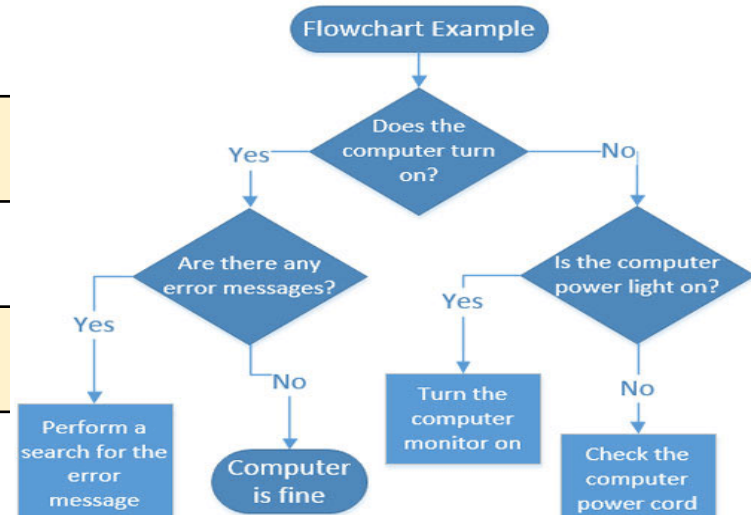 Flowchart Example
Does the
computer turn
on?
Yes
No
Are there any
error messages?
Is the computer
power light on?
Yes
Yes
No
No
Turn the
computer
monitor on
Perform a
search for the
error
message
Computer
is fine
Check the
computer
power cord